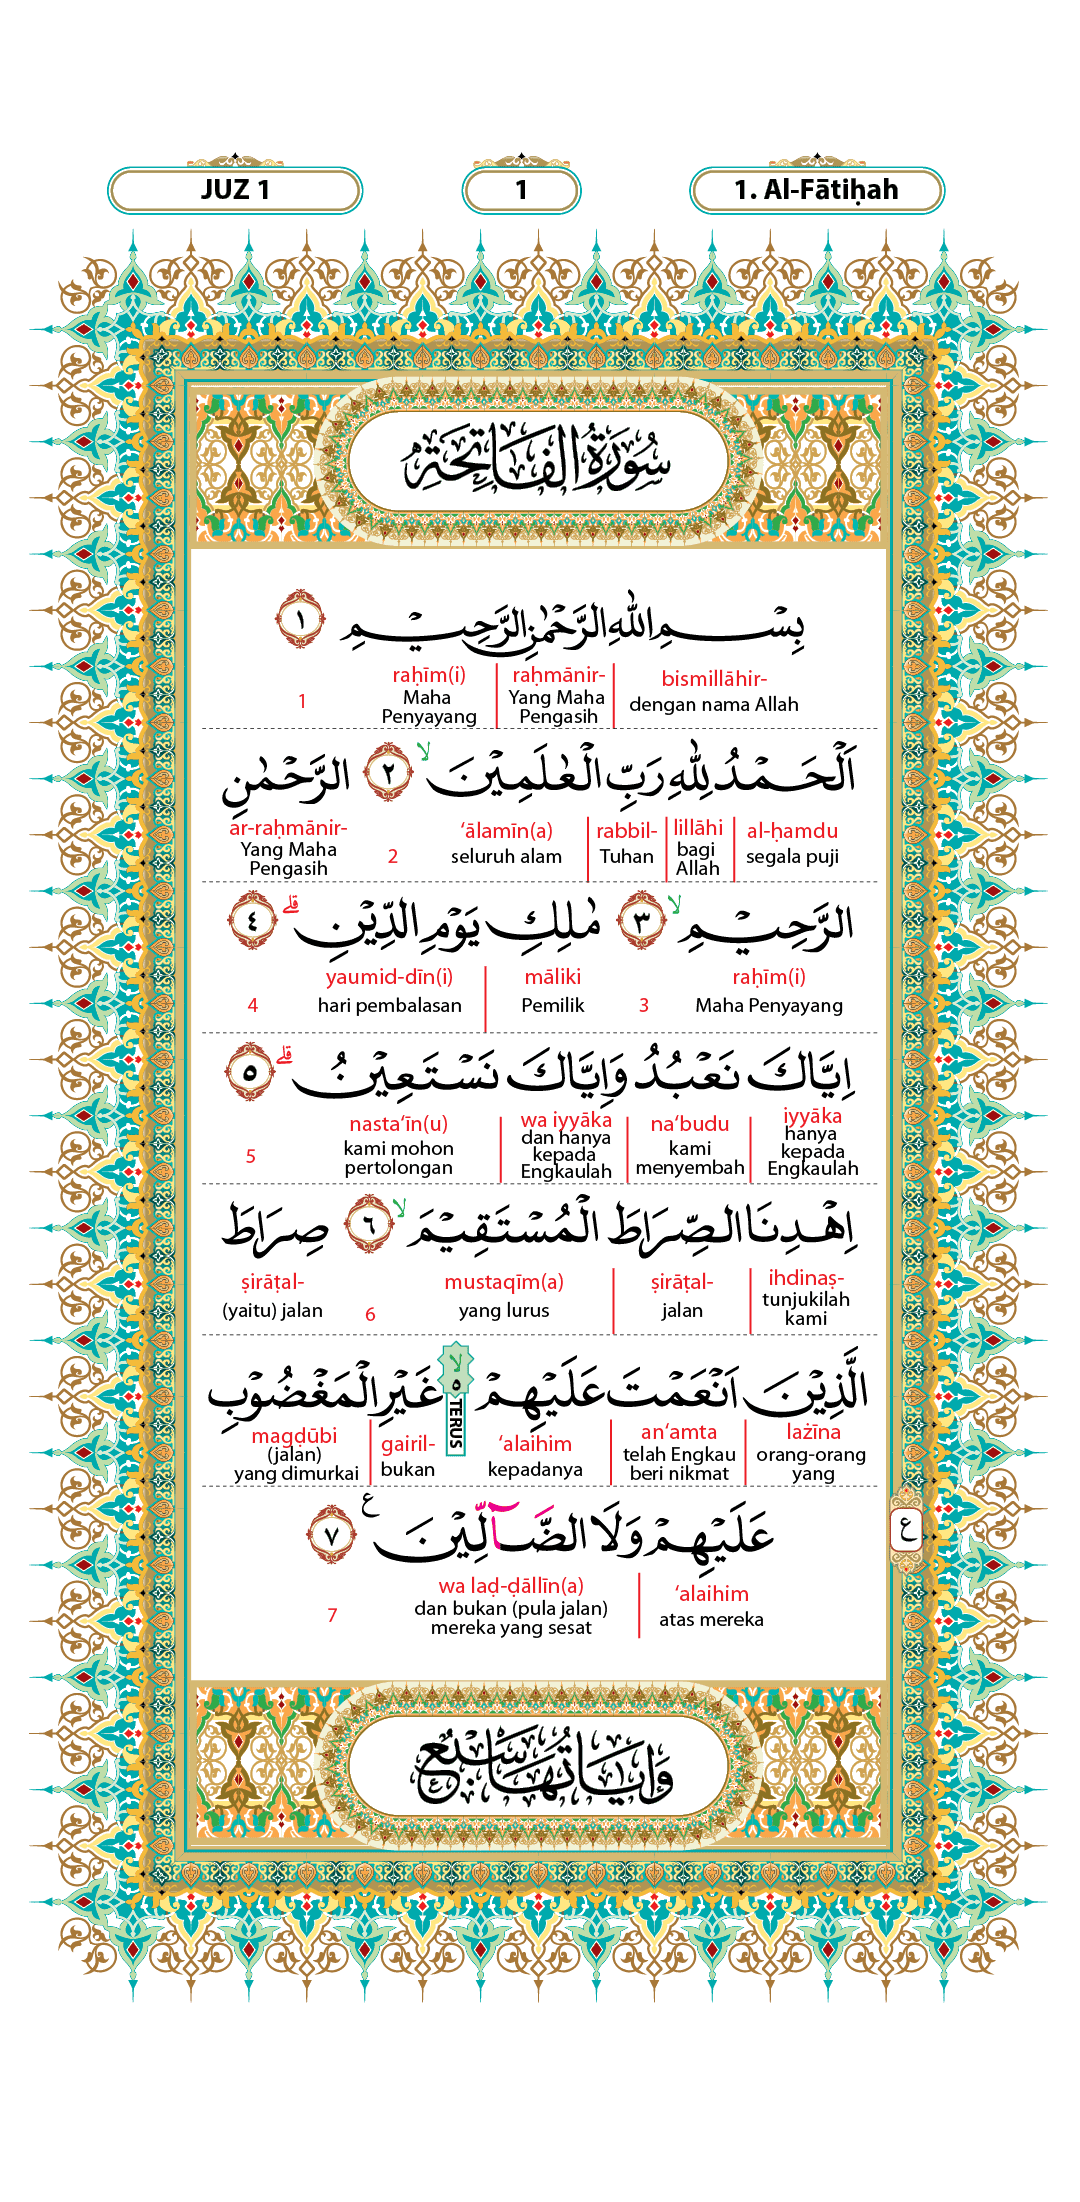 JUZ 1
1
1. Al-Fātiḥah
سُوْرَةُ الْفَاتِحَةِ
بِسْمِ اللّٰهِ الرَّحْمٰنِ الرَّحِيْمِ ١
bismillāhir- raḥmānir- raḥīm(i)
dengan nama Allah Yang Maha Pengasih Maha Penyayang 1
اَلْحَمْدُ لِلّٰهِ رَبِّ الْعٰلَمِيْنَ ۙ ٢ الرَّحْمٰنِ
al-ḥamdu lillāhi rabbil- ‘ālamīn(a) ar-raḥmānir-
segala puji bagi Allah Tuhan seluruh alam 2 Yang Maha Pengasih
الرَّحِيْمِ ۙ ٣ مٰلِكِ يَوْمِ الدِّيْنِ ۗ ٤
raḥīm(i) māliki yaumid-dīn(i)
Maha Penyayang 3 Pemilik hari pembalasan 4
اِيَّاكَ نَعْبُدُ وَاِيَّاكَ نَسْتَعِيْنُ ۗ ٥
iyyāka na‘budu wa iyyāka nasta‘īn(u)
hanya kepada Engkaulah kami menyembah dan hanya kepada Engkaulah kami mohon pertolongan 5
اِهْدِنَا الصِّرَاطَ الْمُسْتَقِيْمَ ۙ ٦ صِرَاطَ
ihdinaṣ- ṣirāṭal- mustaqīm(a) ṣirāṭal-
tunjukilah kami jalan yang lurus 6 (yaitu) jalan
الَّذِيْنَ اَنْعَمْتَ عَلَيْهِمْ ۙ ٥ TERUS غَيْرِ الْمَغْضُوْبِ
lażīna an‘amta ‘alaihim gairil- magḍūbi
orang-orang yang telah Engkau beri nikmat kepadanya bukan (jalan) yang dimurkai
عَلَيْهِمْ وَلَا الضَّاۤلِّيْنَ ع ٧ ع
‘alaihim wa laḍ-ḍāllīn(a)
atas mereka dan bukan (pula jalan) mereka yang sesat 7
وَاٰيَاتُهَا سَبْعٌ